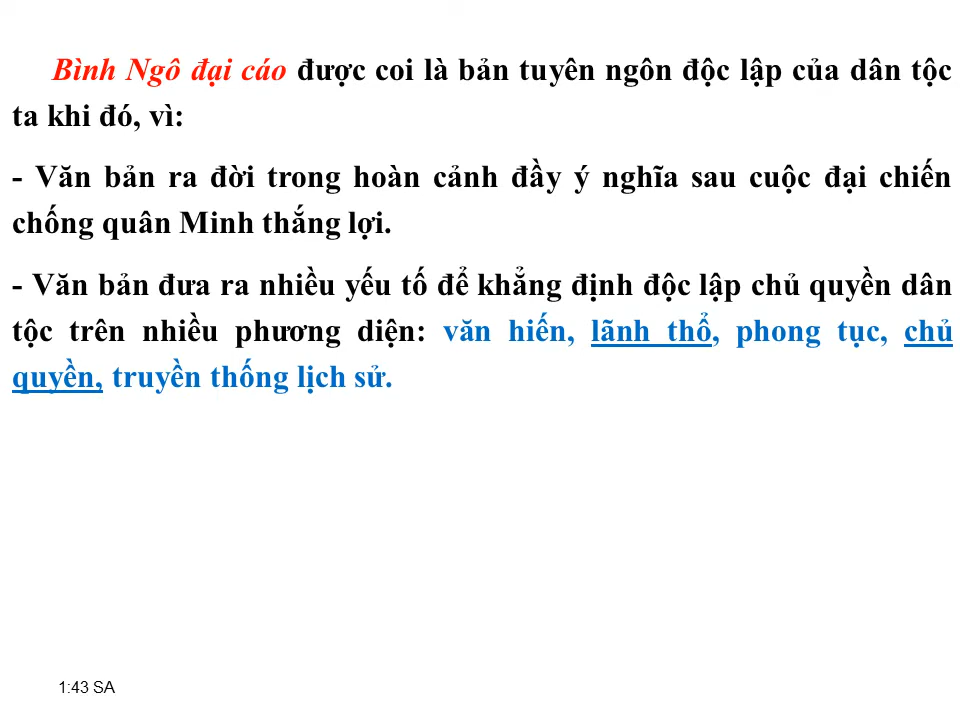 Bình Ngô đại cáo được coi là bản tuyên ngôn độc lập của dân tộc
ta khi đó, vì:
- Văn bản ra đời trong hoàn cảnh đầy ý nghĩa sau cuộc đại chiến
chống quân Minh thắng lợi.
- Văn bản đưa ra nhiều yếu tố để khẳng định độc lập chủ quyền dân
tộc trên nhiều phương diện: văn hiến, lãnh thổ, phong tục, chủ
quyền, truyền thống lịch sử.
1:43 SA